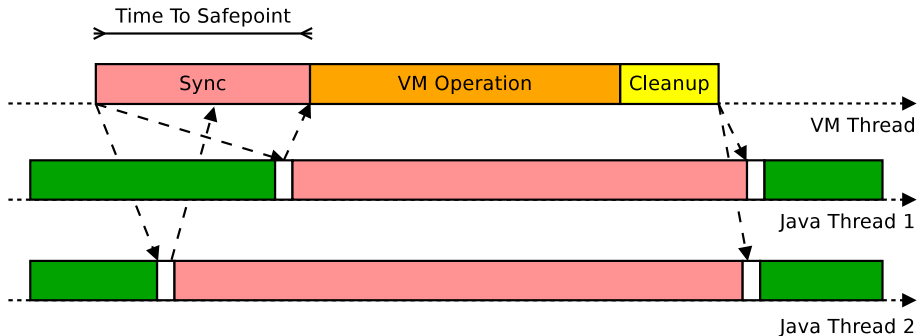 Time To Safepoint
Sync
VM Operation
Cleanup
VM Thread
Java Thread 1
Java Thread 2